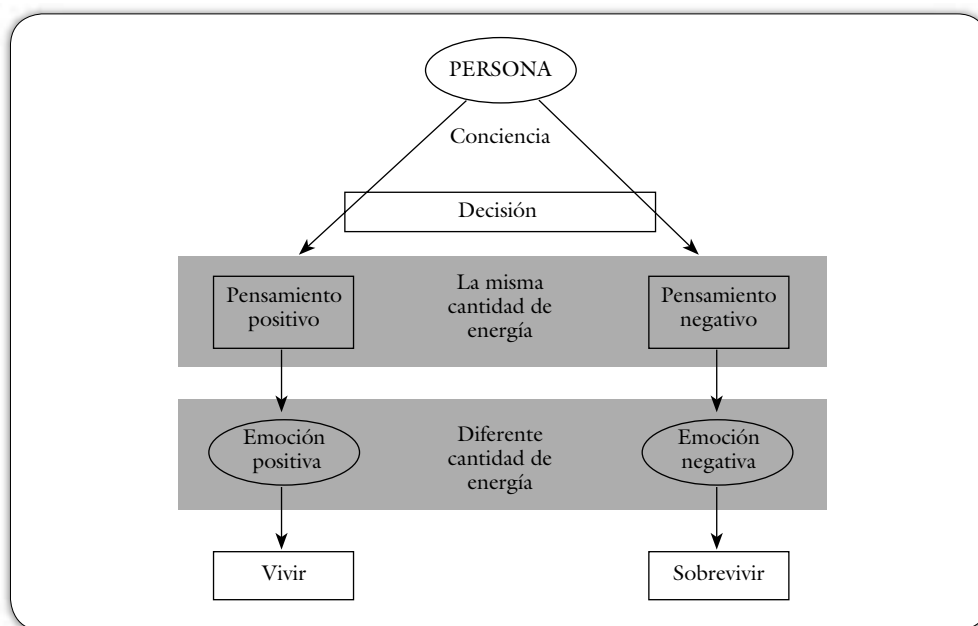 PERSONA
Conciencia
Decisión
Pensamiento
positivo
La misma
cantidad de
energía
Pensamiento
negativo
Emoción
positiva
Diferente
cantidad de
energía
Emoción
negativa
Vivir
Sobrevivir